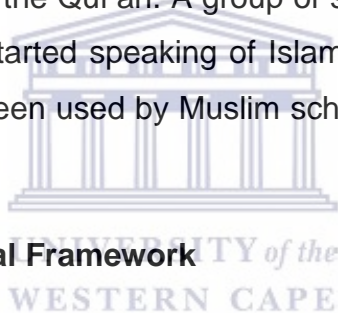 the Qur'an. A group of s
tarted speaking of Islam
een used by Muslim sch
al Framework
UNIVERSITY of the
WESTERN CAPE